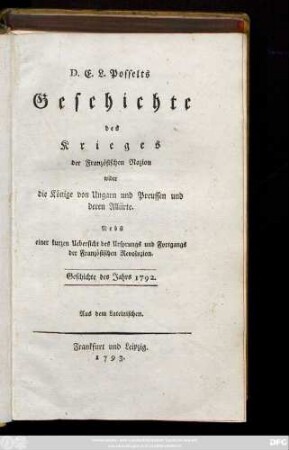 D. E. L. Posselts
Geschichte
des
Krieges
der Französischen Nazion
wider
die Könige von Ungarn und Preussen und
deren Alliirte.
Nebst
einer kurzen Uebersicht des Ursprungs und Fortgangs
der Französischen Revoluzion.
Geschichte des Jahrs 1792.
Aus dem Lateinischen.
Frankfurt und Leipzig.
1793.